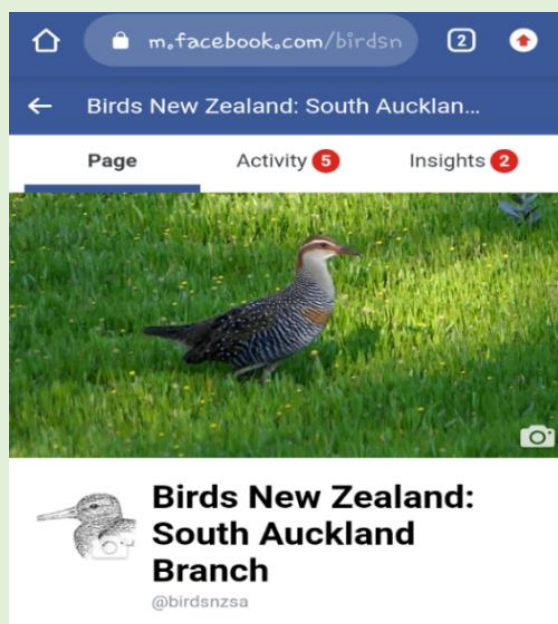 m.facebook.com/birdsn
2
Birds New Zealand: South Aucklan...
Page
Activity 5
Insights 2
Birds New Zealand:
South Auckland
Branch
@birdsnzsa